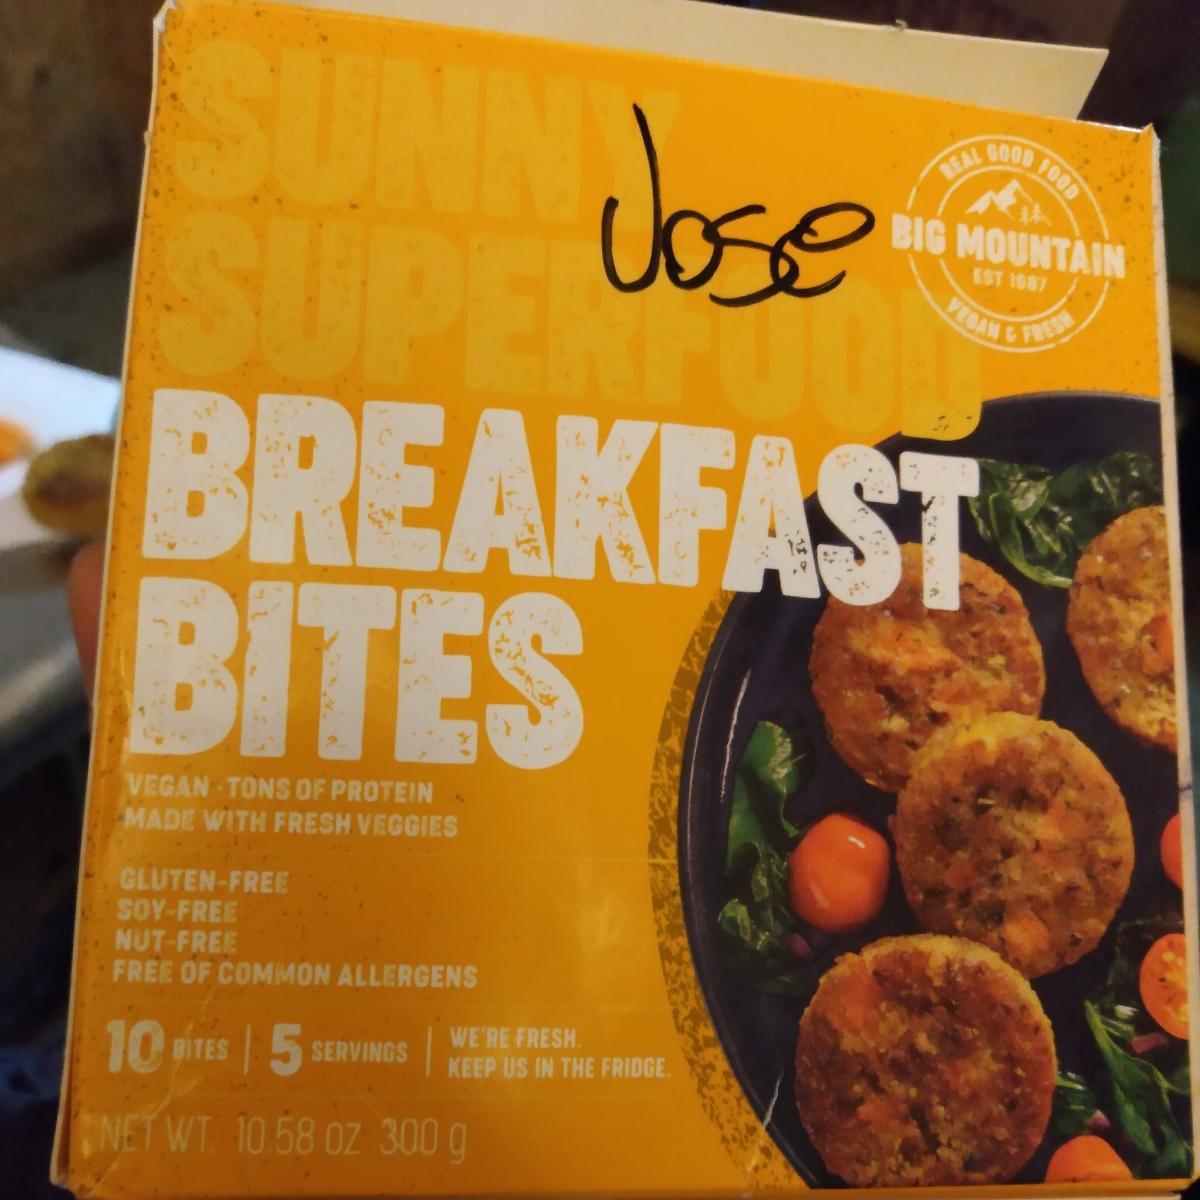 SUNNY
SUPERFOOD
Jose
REAL GOOD FOOD
BIG MOUNTAIN
EST 1987
VEGAN & FRESH
BREAKFAST
BITES
VEGAN · TONS OF PROTEIN
MADE WITH FRESH VEGGIES
GLUTEN-FREE
SOY-FREE
NUT-FREE
FREE OF COMMON ALLERGENS
10 BITES | 5 SERVINGS | WE'RE FRESH.
KEEP US IN THE FRIDGE.
NET WT. 10.58 OZ 300 g